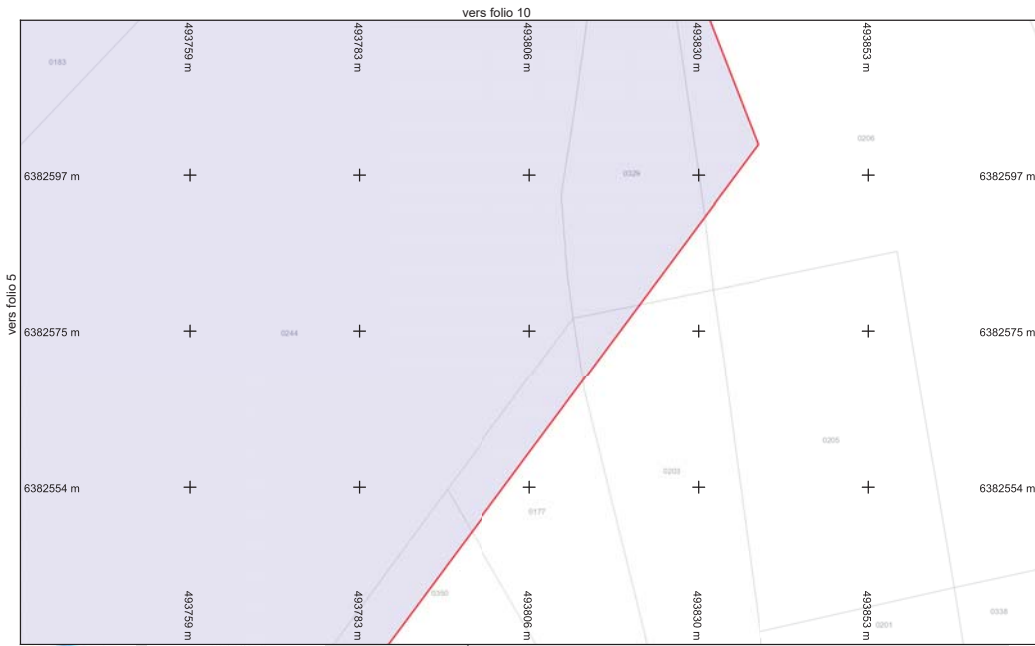 vers folio 10
493759 m
493783 m
493806 m
493830 m
493853 m
0183
0206
6382597 m
0329
6382597 m
vers folio 5
6382575 m
0244
6382575 m
0205
0203
6382554 m
6382554 m
0177
0350
493759 m
493783 m
493806 m
493830 m
493853 m
0338
0201